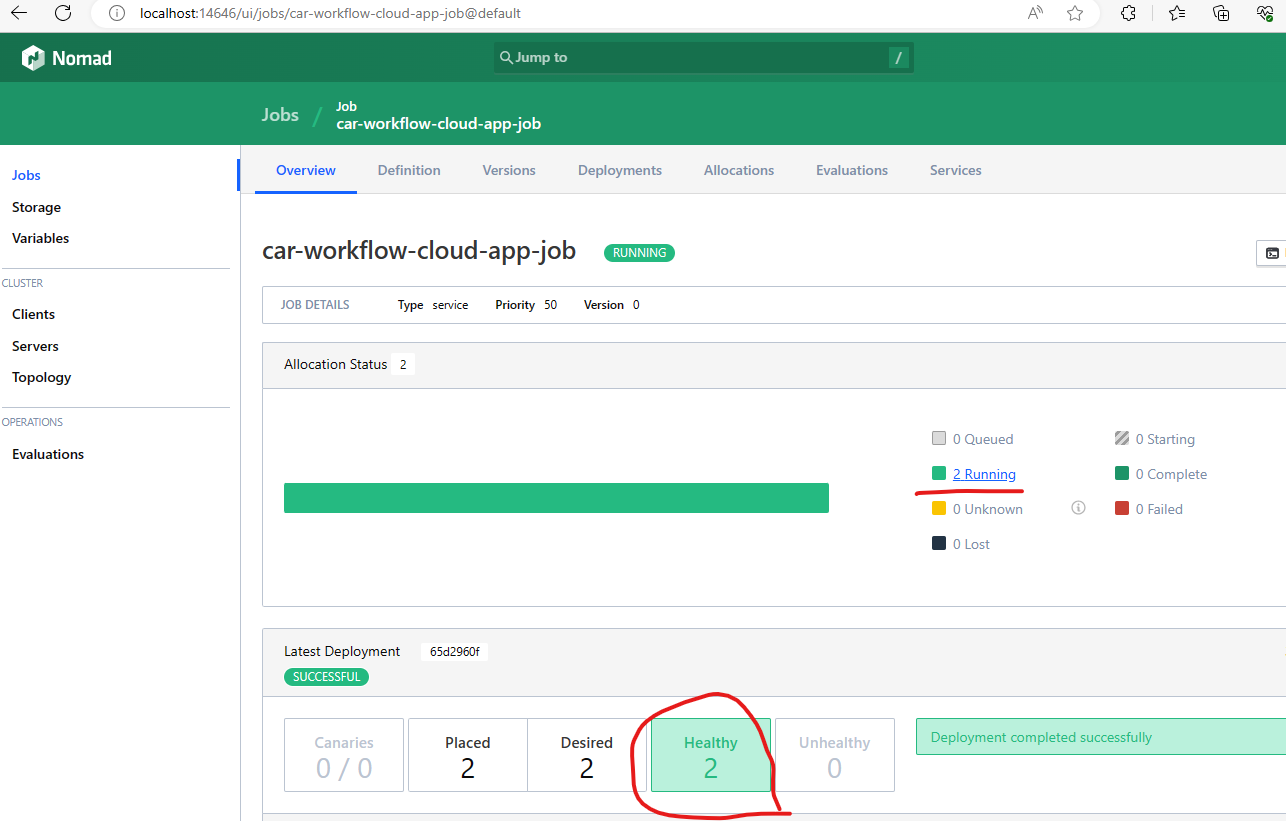 localhost:14646/ui/jobs/car-workflow-cloud-app-job@default
Nomad
Jump to /
Jobs / Job
car-workflow-cloud-app-job
Jobs
Storage
Variables
CLUSTER
Clients
Servers
Topology
OPERATIONS
Evaluations
Overview Definition Versions Deployments Allocations Evaluations Services
car-workflow-cloud-app-job RUNNING
JOB DETAILS Type service Priority 50 Version 0
Allocation Status 2
0 Queued 0 Starting
2 Running 0 Complete
0 Unknown 0 Failed
0 Lost
Latest Deployment 65d2960f
SUCCESSFUL
Canaries Placed Desired Healthy Unhealthy
0 / 0 2 2 2 0
Deployment completed successfully